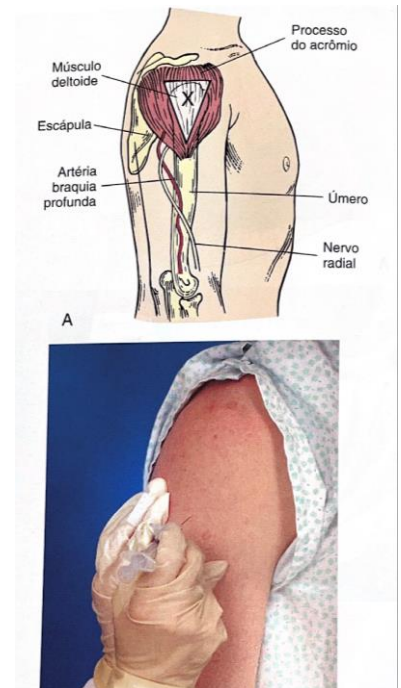 Processo
do acrômio
Músculo
deltoide
Escápula
Artéria
braquia
profunda
Úmero
Nervo
radial
X
A